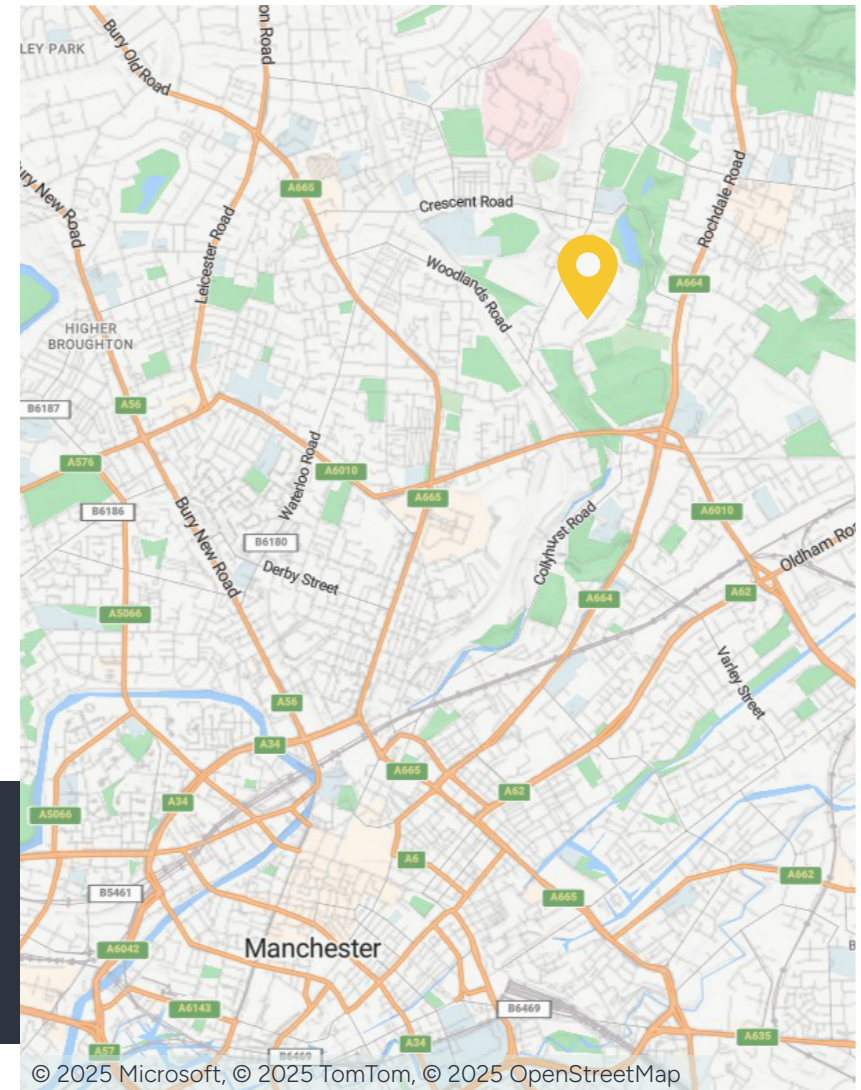 LEY PARK
Bury Old Road
on Road
ury New Road
A665
Crescent Road
Rochdale Road
Leicester Road
Woodlands Road
A664
HIGHER
BROUGHTON
B6187
A56
A576
Waterloo Road
A6010
A665
B6186
Bury New Road
B6180
Collyhurst Road
A6010
Oldham Ro
Derby Street
A5066
A664
A62
Varley Street
A56
A34
A665
A62
A34
A5066
A6
A662
B5461
A665
Manchester
A6042
B
A6143
B6469
A635
A57
B6469
A34
© 2025 Microsoft, © 2025 TomTom, © 2025 OpenStreetMap